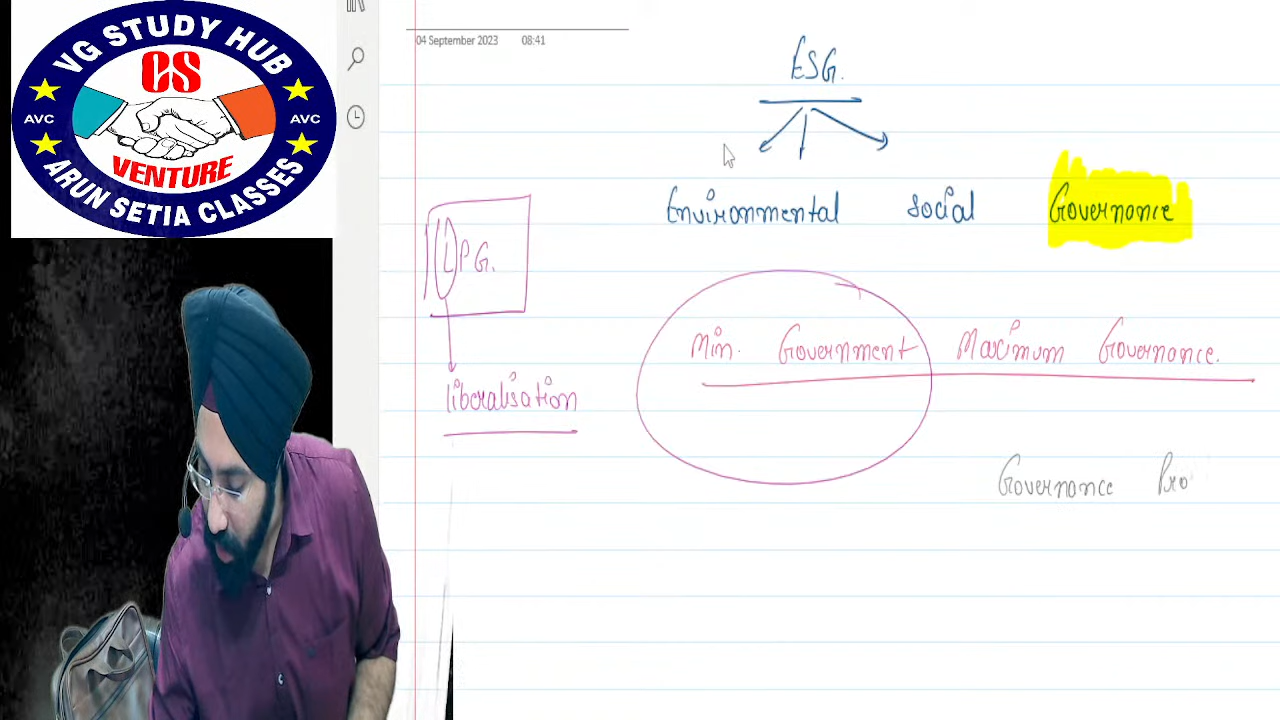 VG STUDY HUB
CS
AVC AVC
VENTURE
ARUN SETIA CLASSES
04 September 2023 08:41
ESG.
Environmental Social Governance
LPG.
Min. Government Maximum Governance.
liberalisation
Governance Pro